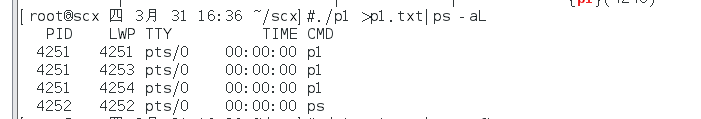 [root@scx 四 3月 31 16:36 ~/scx]#./p1 >p1.txt|ps -aL
PID LWP TTY TIME CMD
4251 4251 pts/0 00:00:00 p1
4251 4253 pts/0 00:00:00 p1
4251 4254 pts/0 00:00:00 p1
4252 4252 pts/0 00:00:00 ps